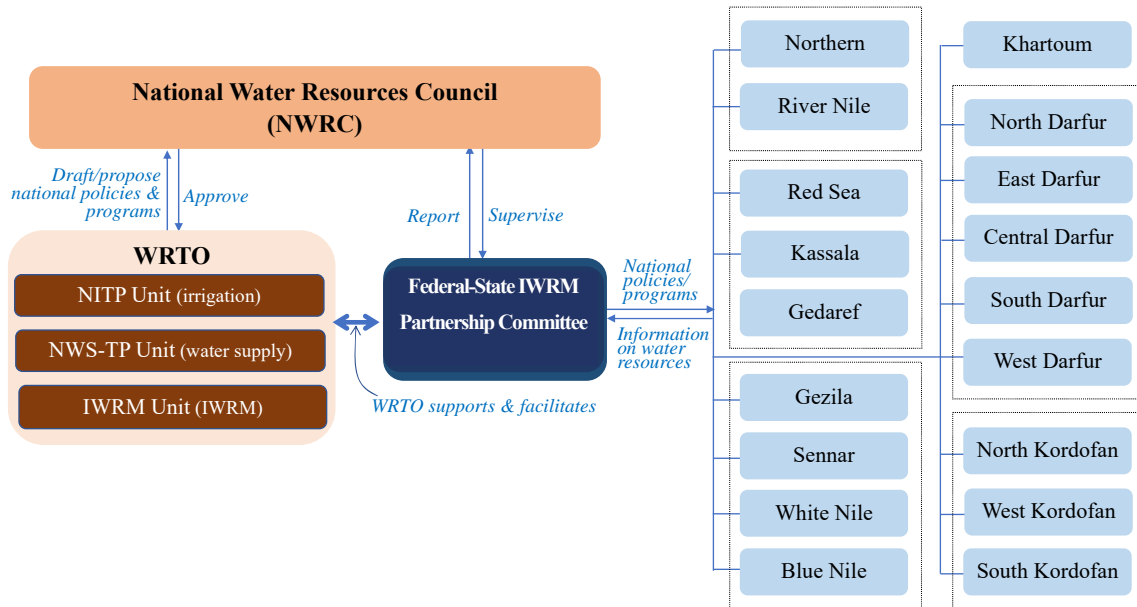 National Water Resources Council
(NWRC)
Draft/propose
national policies &
programs
Approve
Report
Supervise
WRTO
NITP Unit (irrigation)
NWS-TP Unit (water supply)
IWRM Unit (IWRM)
Federal-State IWRM
Partnership Committee
WRTO supports & facilitates
National
policies/
programs
Information
on water
resources
Northern
River Nile
Red Sea
Kassala
Gedaref
Gezila
Sennar
White Nile
Blue Nile
Khartoum
North Darfur
East Darfur
Central Darfur
South Darfur
West Darfur
North Kordofan
West Kordofan
South Kordofan